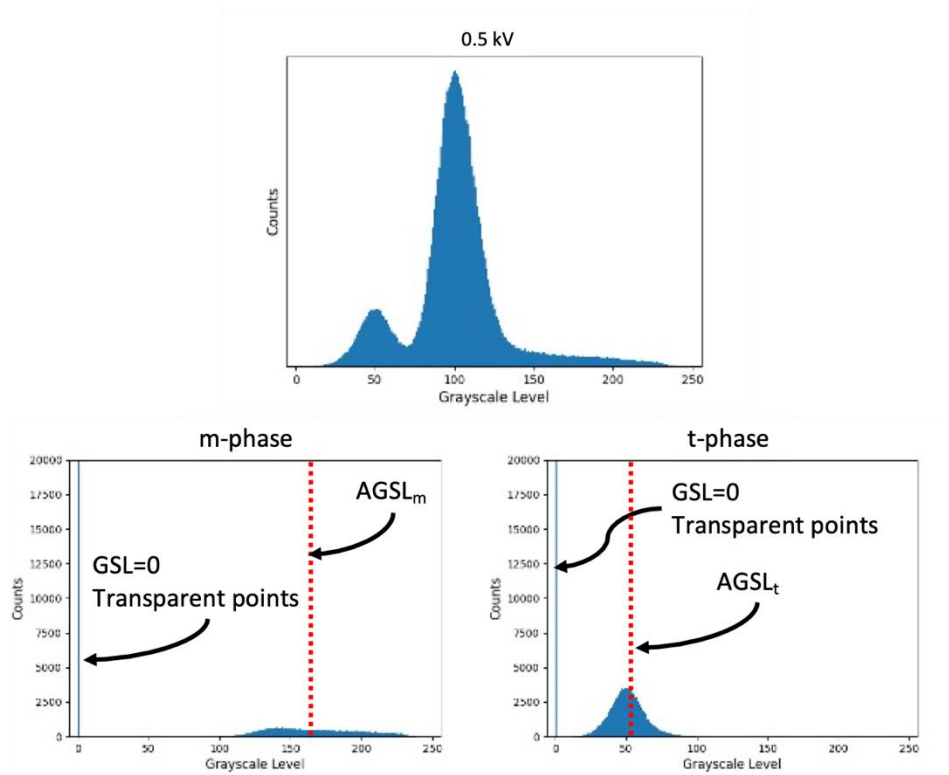 0.5 kV
Counts
0 50 100 150 200 250
Grayscale Level
m-phase
20000
17500
15000
12500
10000
7500
5000
2500
0
Counts
AGSLₘ
GSL=0
Transparent points
0 50 100 150 200 250
Grayscale Level
t-phase
20000
17500
15000
12500
10000
7500
5000
2500
0
Counts
GSL=0
Transparent points
AGSLₜ
0 50 100 150 200 250
Grayscale Level